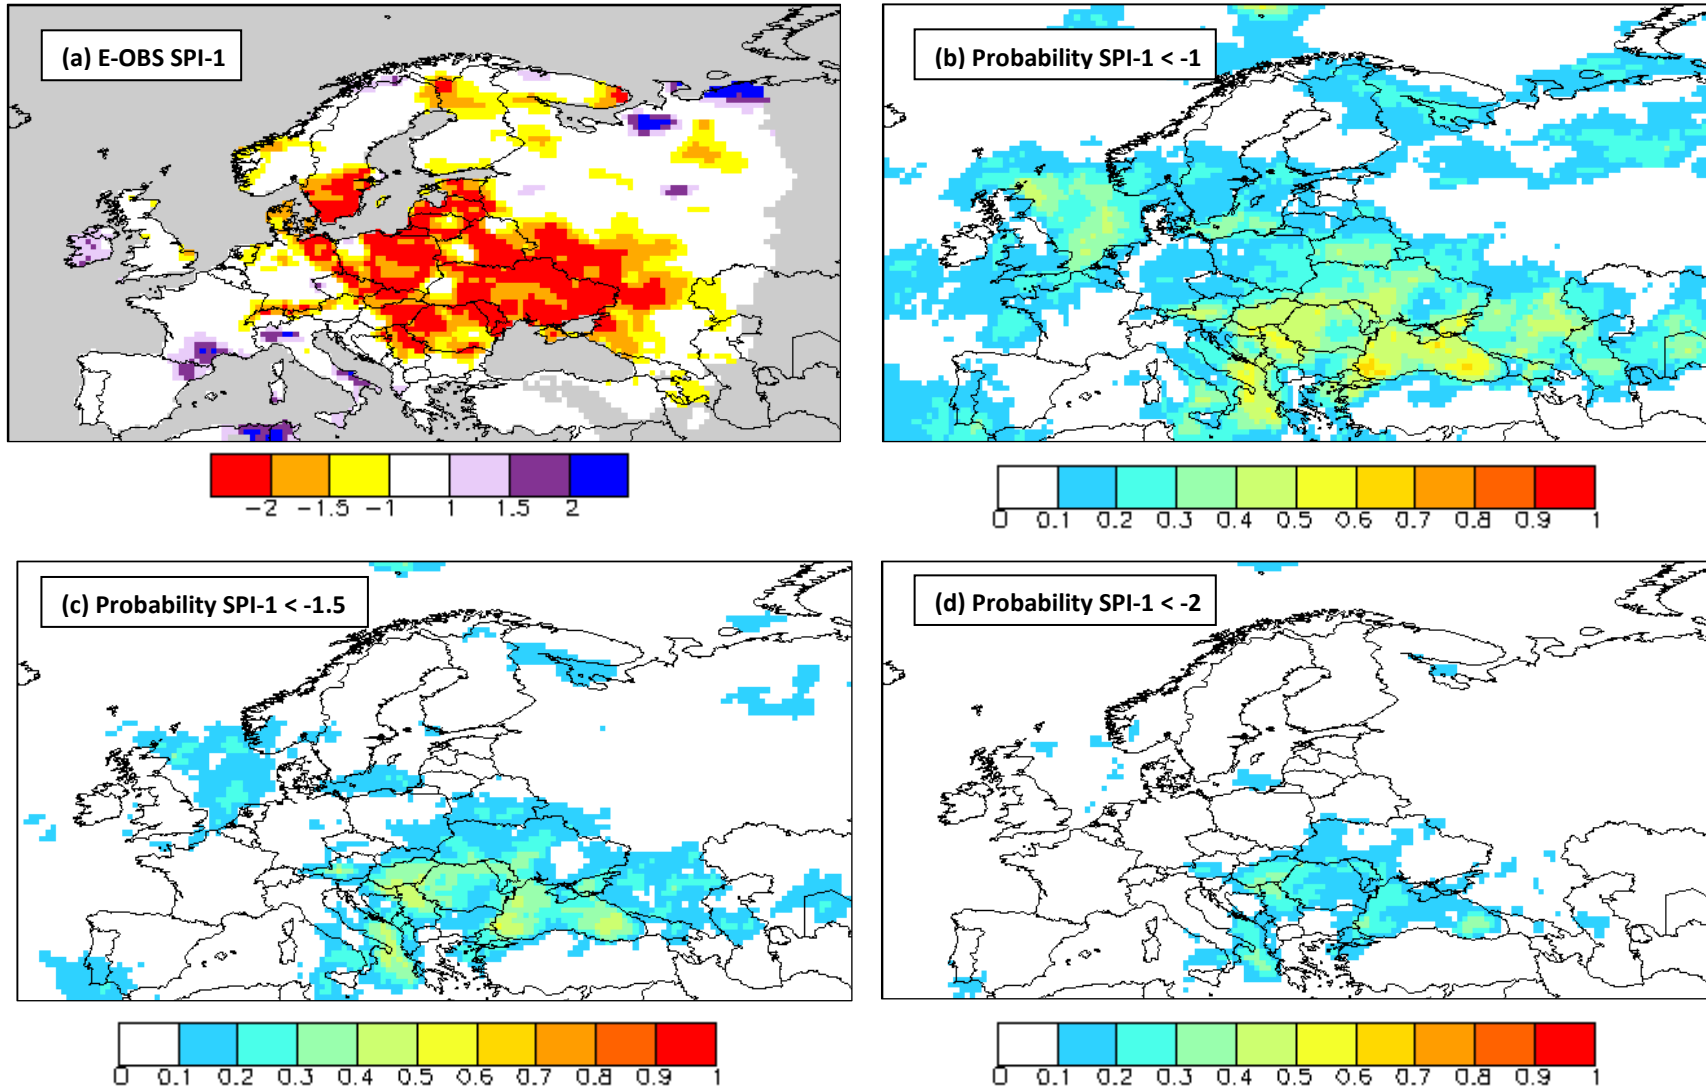 (a) E-OBS SPI-1
(b) Probability SPI-1 < -1
-2 -1.5 -1 1 1.5 2
0 0.1 0.2 0.3 0.4 0.5 0.6 0.7 0.8 0.9 1
(c) Probability SPI-1 < -1.5
(d) Probability SPI-1 < -2
0 0.1 0.2 0.3 0.4 0.5 0.6 0.7 0.8 0.9 1
0 0.1 0.2 0.3 0.4 0.5 0.6 0.7 0.8 0.9 1